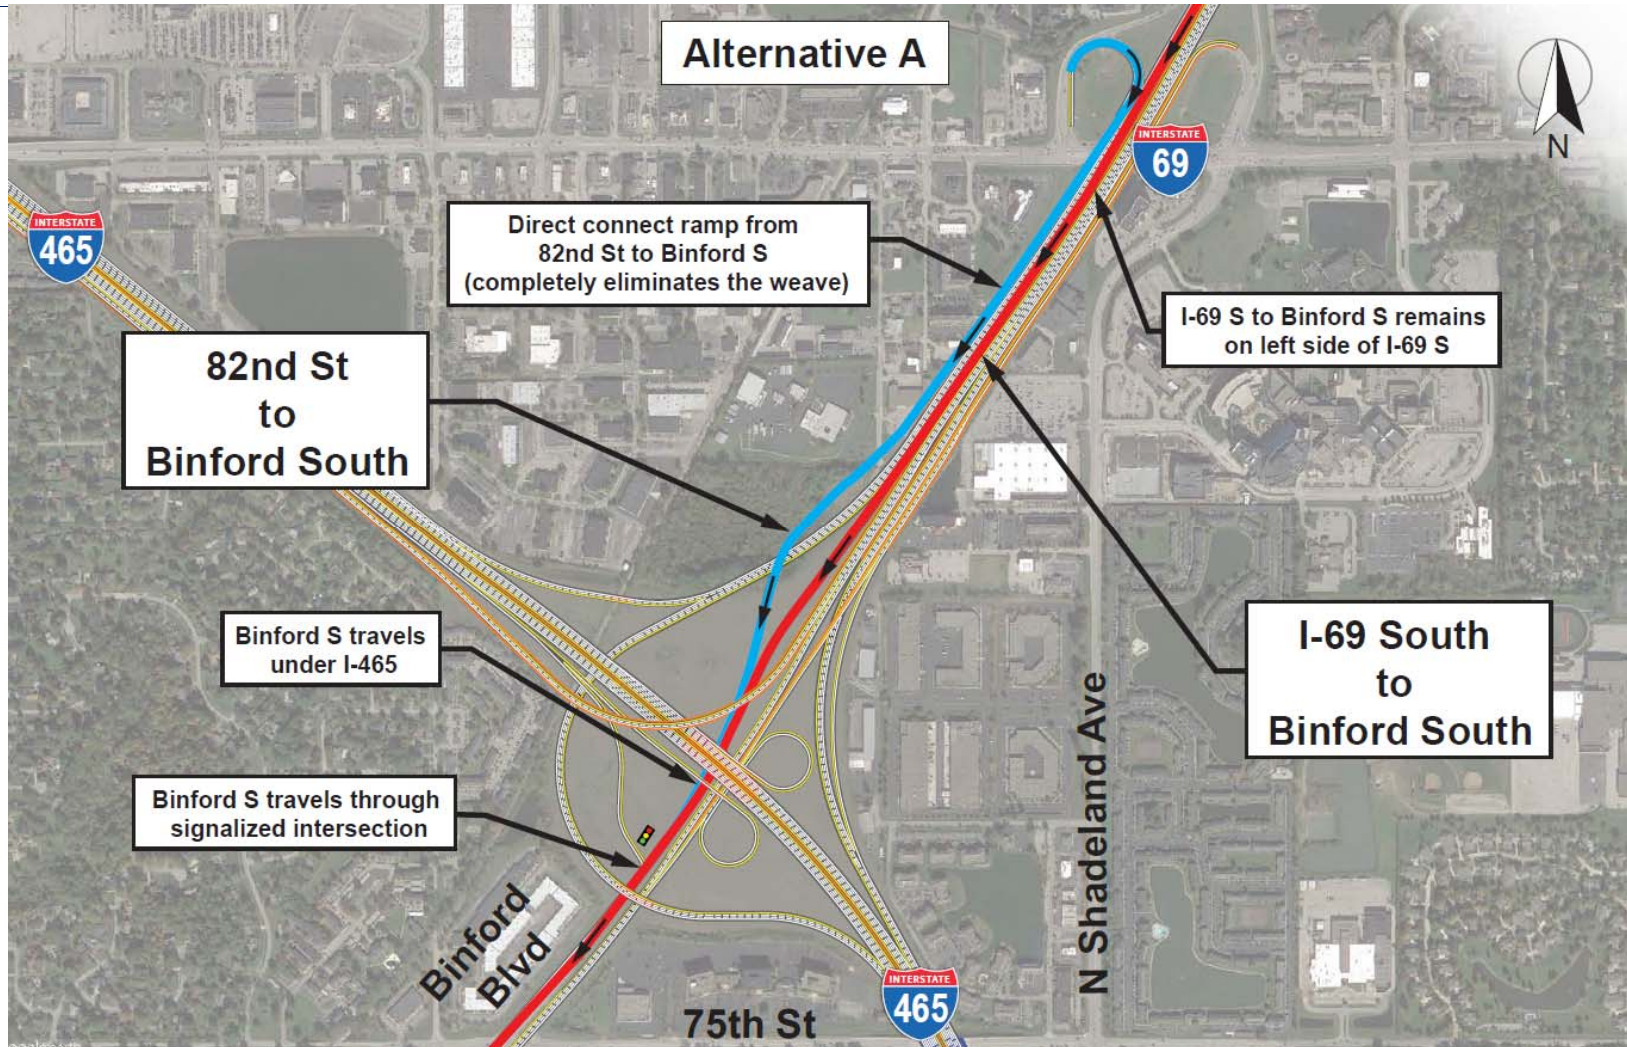 Alternative A
N
INTERSTATE
69
INTERSTATE
465
Direct connect ramp from
82nd St to Binford S
(completely eliminates the weave)
I-69 S to Binford S remains
on left side of I-69 S
82nd St
to
Binford South
Binford S travels
under I-465
I-69 South
to
Binford South
N Shadeland Ave
Binford S travels through
signalized intersection
Binford
Blvd
INTERSTATE
465
75th St